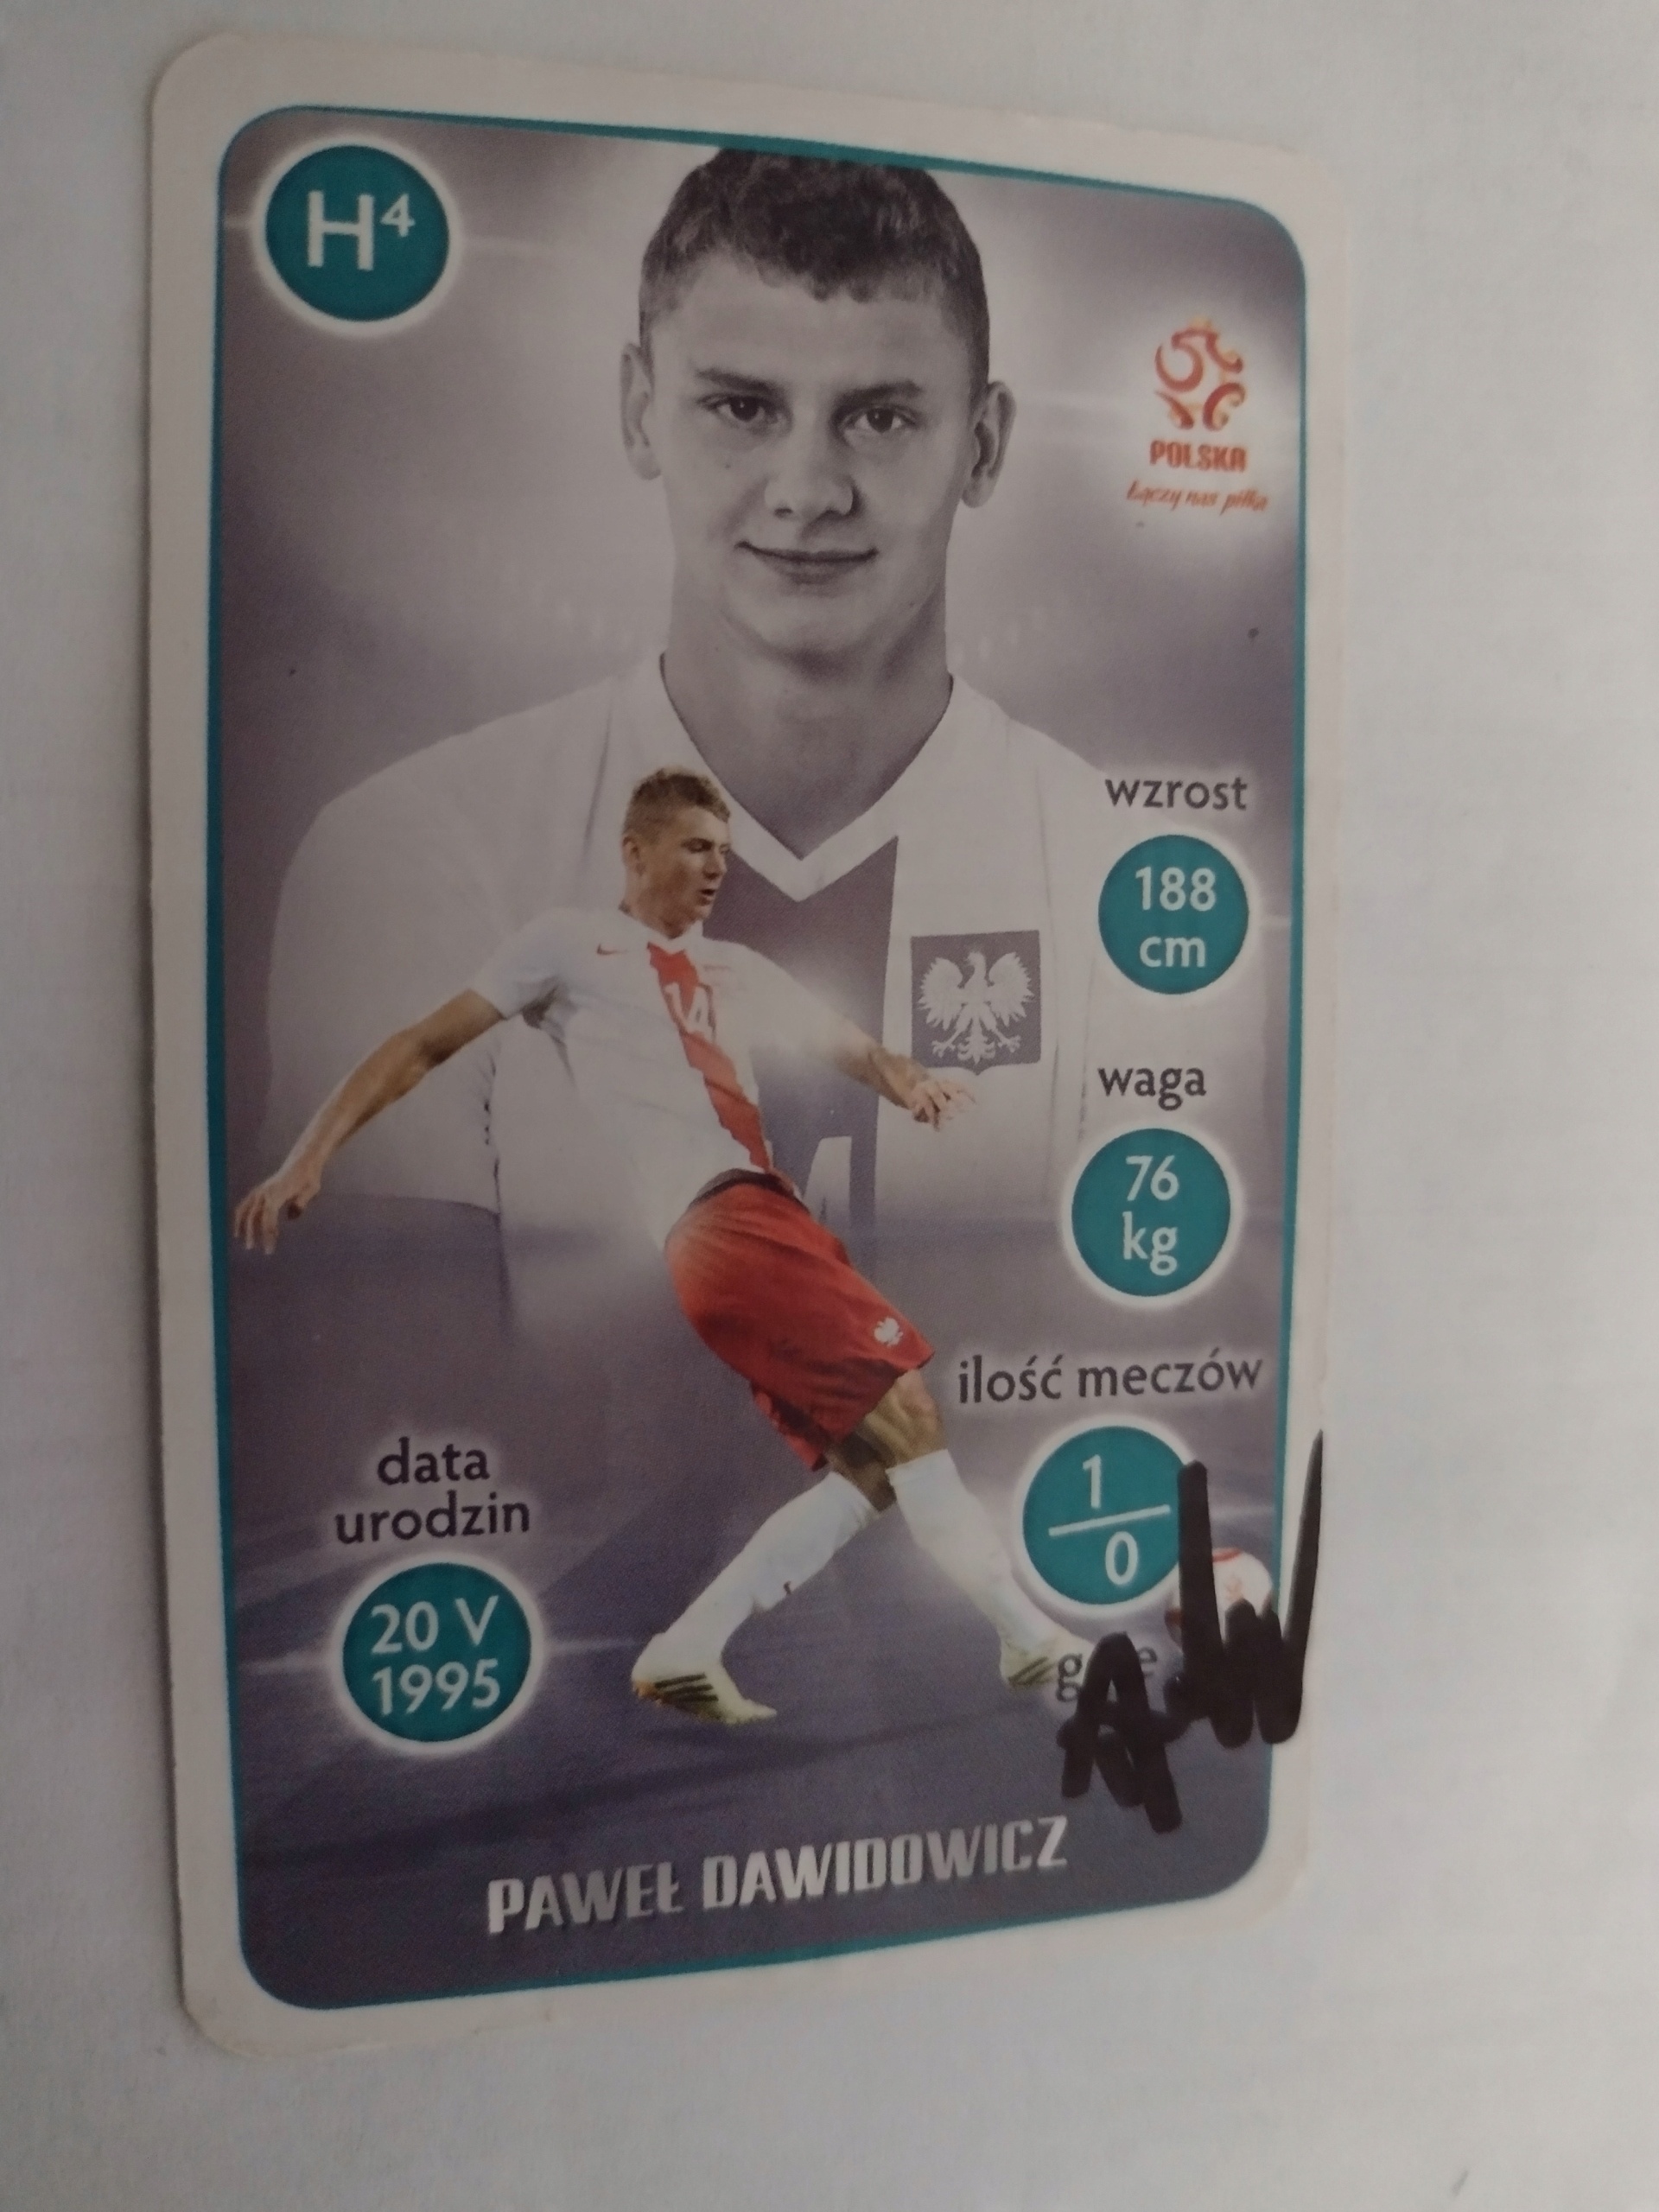 H4
POLSKA
Łączy nas piłka
14
wzrost
188
cm
waga
76
kg
ilość meczów
1
0
data
urodzin
20 V
1995
PAWEŁ DAWIDOWICZ